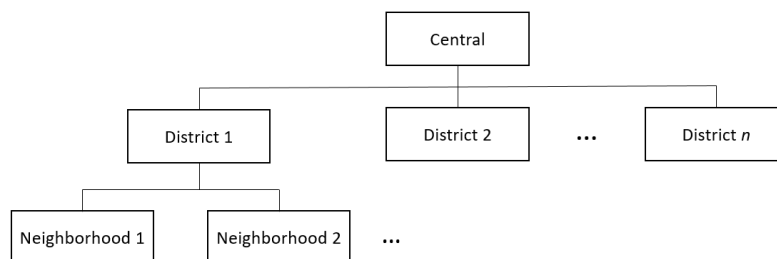 Central
District 1
District 2
...
District n
Neighborhood 1
Neighborhood 2
...